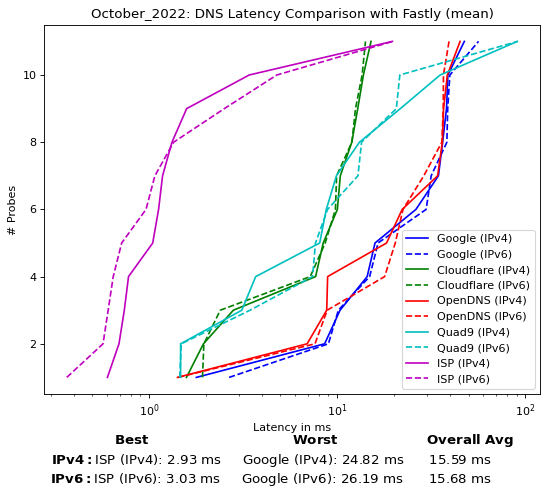 October_2022: DNS Latency Comparison with Fastly (mean)
10
8
6
4
2
# Probes
10⁰ 10¹ 10²
Latency in ms
Google (IPv4)
Google (IPv6)
Cloudflare (IPv4)
Cloudflare (IPv6)
OpenDNS (IPv4)
OpenDNS (IPv6)
Quad9 (IPv4)
Quad9 (IPv6)
ISP (IPv4)
ISP (IPv6)
Best Worst Overall Avg
IPv4: ISP (IPv4): 2.93 ms Google (IPv4): 24.82 ms 15.59 ms
IPv6: ISP (IPv6): 3.03 ms Google (IPv6): 26.19 ms 15.68 ms